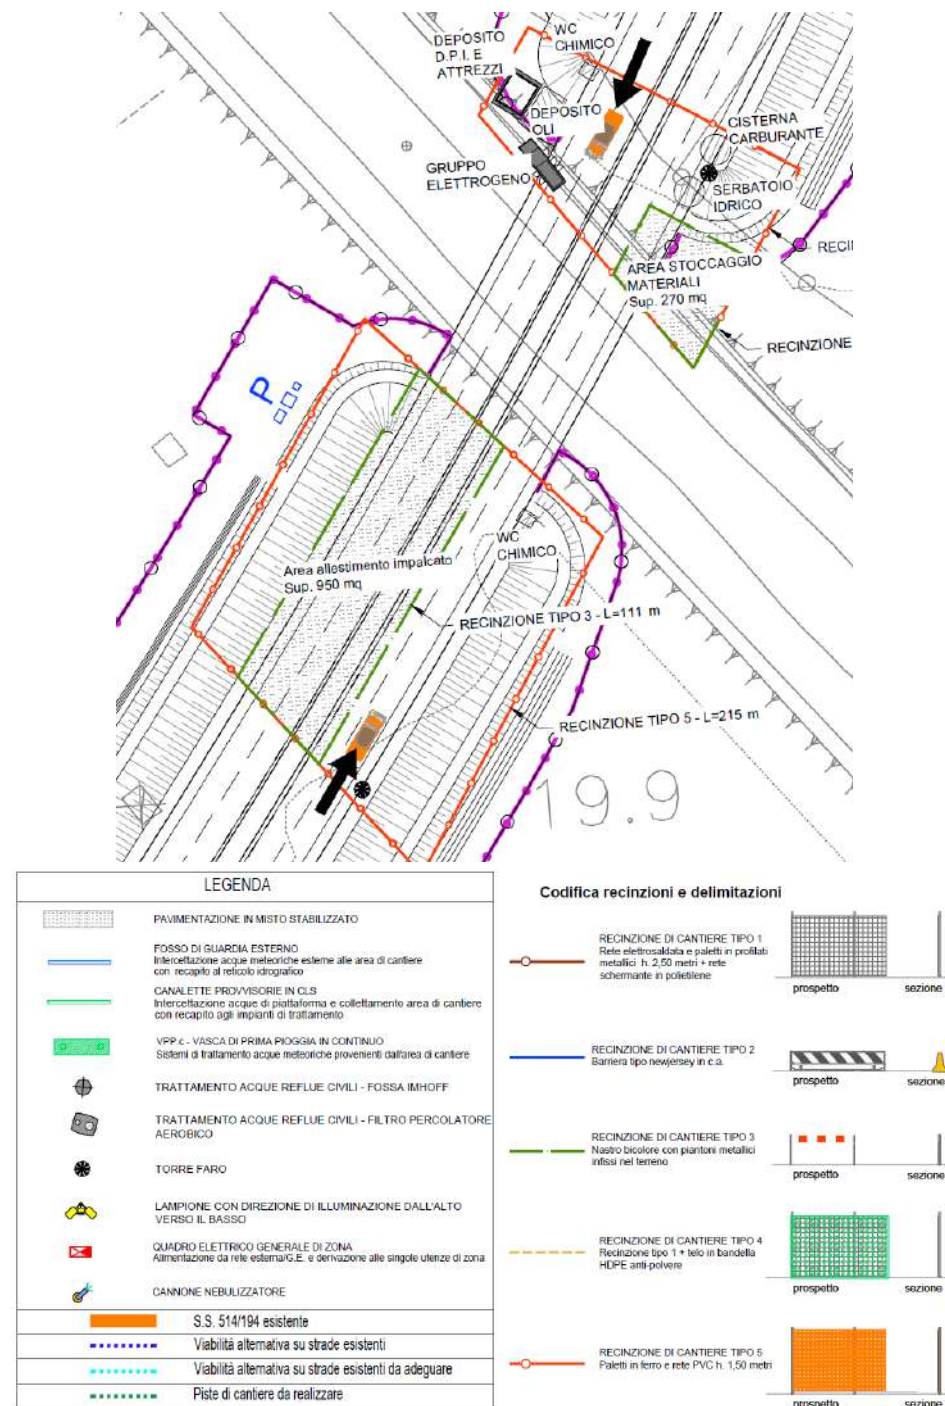 DEPOSITO
D.P.I. E
ATTREZZI
WC
CHIMICO
DEPOSITO
OLI
CISTERNA
CARBURANTE
GRUPPO
ELETTROGENO
SERBATOIO
IDRICO
RECI
AREA STOCCAGGIO
MATERIALI
Sup. 270 mq
RECINZIONE
P
WC
CHIMICO
Area allestimento impalcato
Sup. 950 mq
RECINZIONE TIPO 3 - L=111 m
RECINZIONE TIPO 5 - L=215 m
19.9
LEGENDA
PAVIMENTAZIONE IN MISTO STABILIZZATO
FOSSO DI GUARDIA ESTERNO
Intercettazione acque meteoriche esterne alle area di cantiere
con recapito al reticolo idrografico
CANALETTE PROVVISORIE IN CLS
Intercettazione acque di piattaforma e collettamento area di cantiere
con recapito agli impianti di trattamento
VPP.c - VASCA DI PRIMA PIOGGIA IN CONTINUO
Sistemi di trattamento acque meteoriche provenienti dall'area di cantiere
TRATTAMENTO ACQUE REFLUE CIVILI - FOSSA IMHOFF
TRATTAMENTO ACQUE REFLUE CIVILI - FILTRO PERCOLATORE
AEROBICO
TORRE FARO
LAMPIONE CON DIREZIONE DI ILLUMINAZIONE DALL'ALTO
VERSO IL BASSO
QUADRO ELETTRICO GENERALE DI ZONA
Alimentazione da rete esterna/G.E. e derivazione alle singole utenze di zona
CANNONE NEBULIZZATORE
S.S. 514/194 esistente
Viabilità alternativa su strade esistenti
Viabilità alternativa su strade esistenti da adeguare
Piste di cantiere da realizzare
Codifica recinzioni e delimitazioni
RECINZIONE DI CANTIERE TIPO 1
Rete elettrosaldata e paletti in profilati
metallici h. 2,50 metri + rete
schermante in polietilene
prospetto
sezione
RECINZIONE DI CANTIERE TIPO 2
Barriera tipo newjersey in c.a.
prospetto
sezione
RECINZIONE DI CANTIERE TIPO 3
Nastro bicolore con piantoni metallici
infissi nel terreno
prospetto
sezione
RECINZIONE DI CANTIERE TIPO 4
Recinzione tipo 1 + telo in bandella
HDPE anti-polvere
prospetto
sezione
RECINZIONE DI CANTIERE TIPO 5
Paletti in ferro e rete PVC h. 1,50 metri
prospetto
sezione